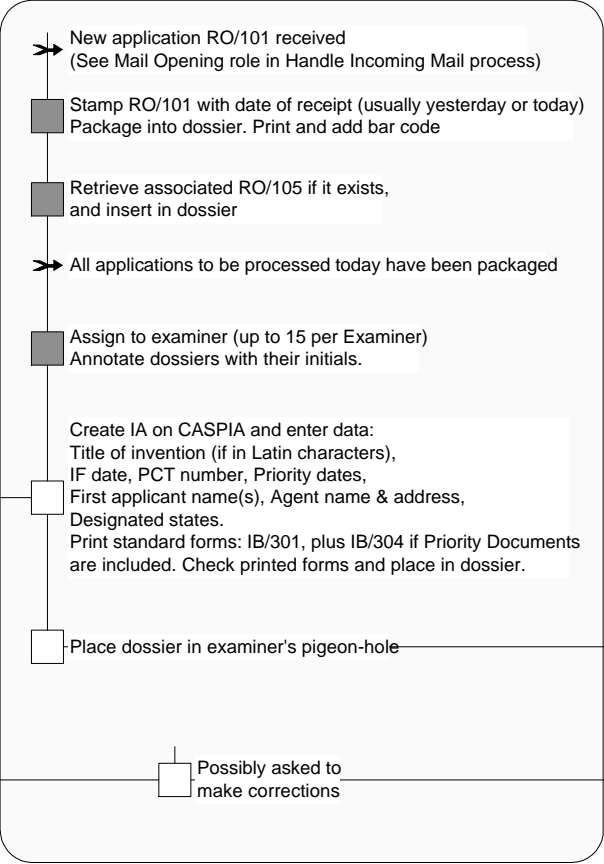 New application RO/101 received
(See Mail Opening role in Handle Incoming Mail process)
Stamp RO/101 with date of receipt (usually yesterday or today)
Package into dossier. Print and add bar code
Retrieve associated RO/105 if it exists,
and insert in dossier
All applications to be processed today have been packaged
Assign to examiner (up to 15 per Examiner)
Annotate dossiers with their initials.
Create IA on CASPIA and enter data:
Title of invention (if in Latin characters),
IF date, PCT number, Priority dates,
First applicant name(s), Agent name & address,
Designated states.
Print standard forms: IB/301, plus IB/304 if Priority Documents
are included. Check printed forms and place in dossier.
Place dossier in examiner's pigeon-hole
Possibly asked to
make corrections